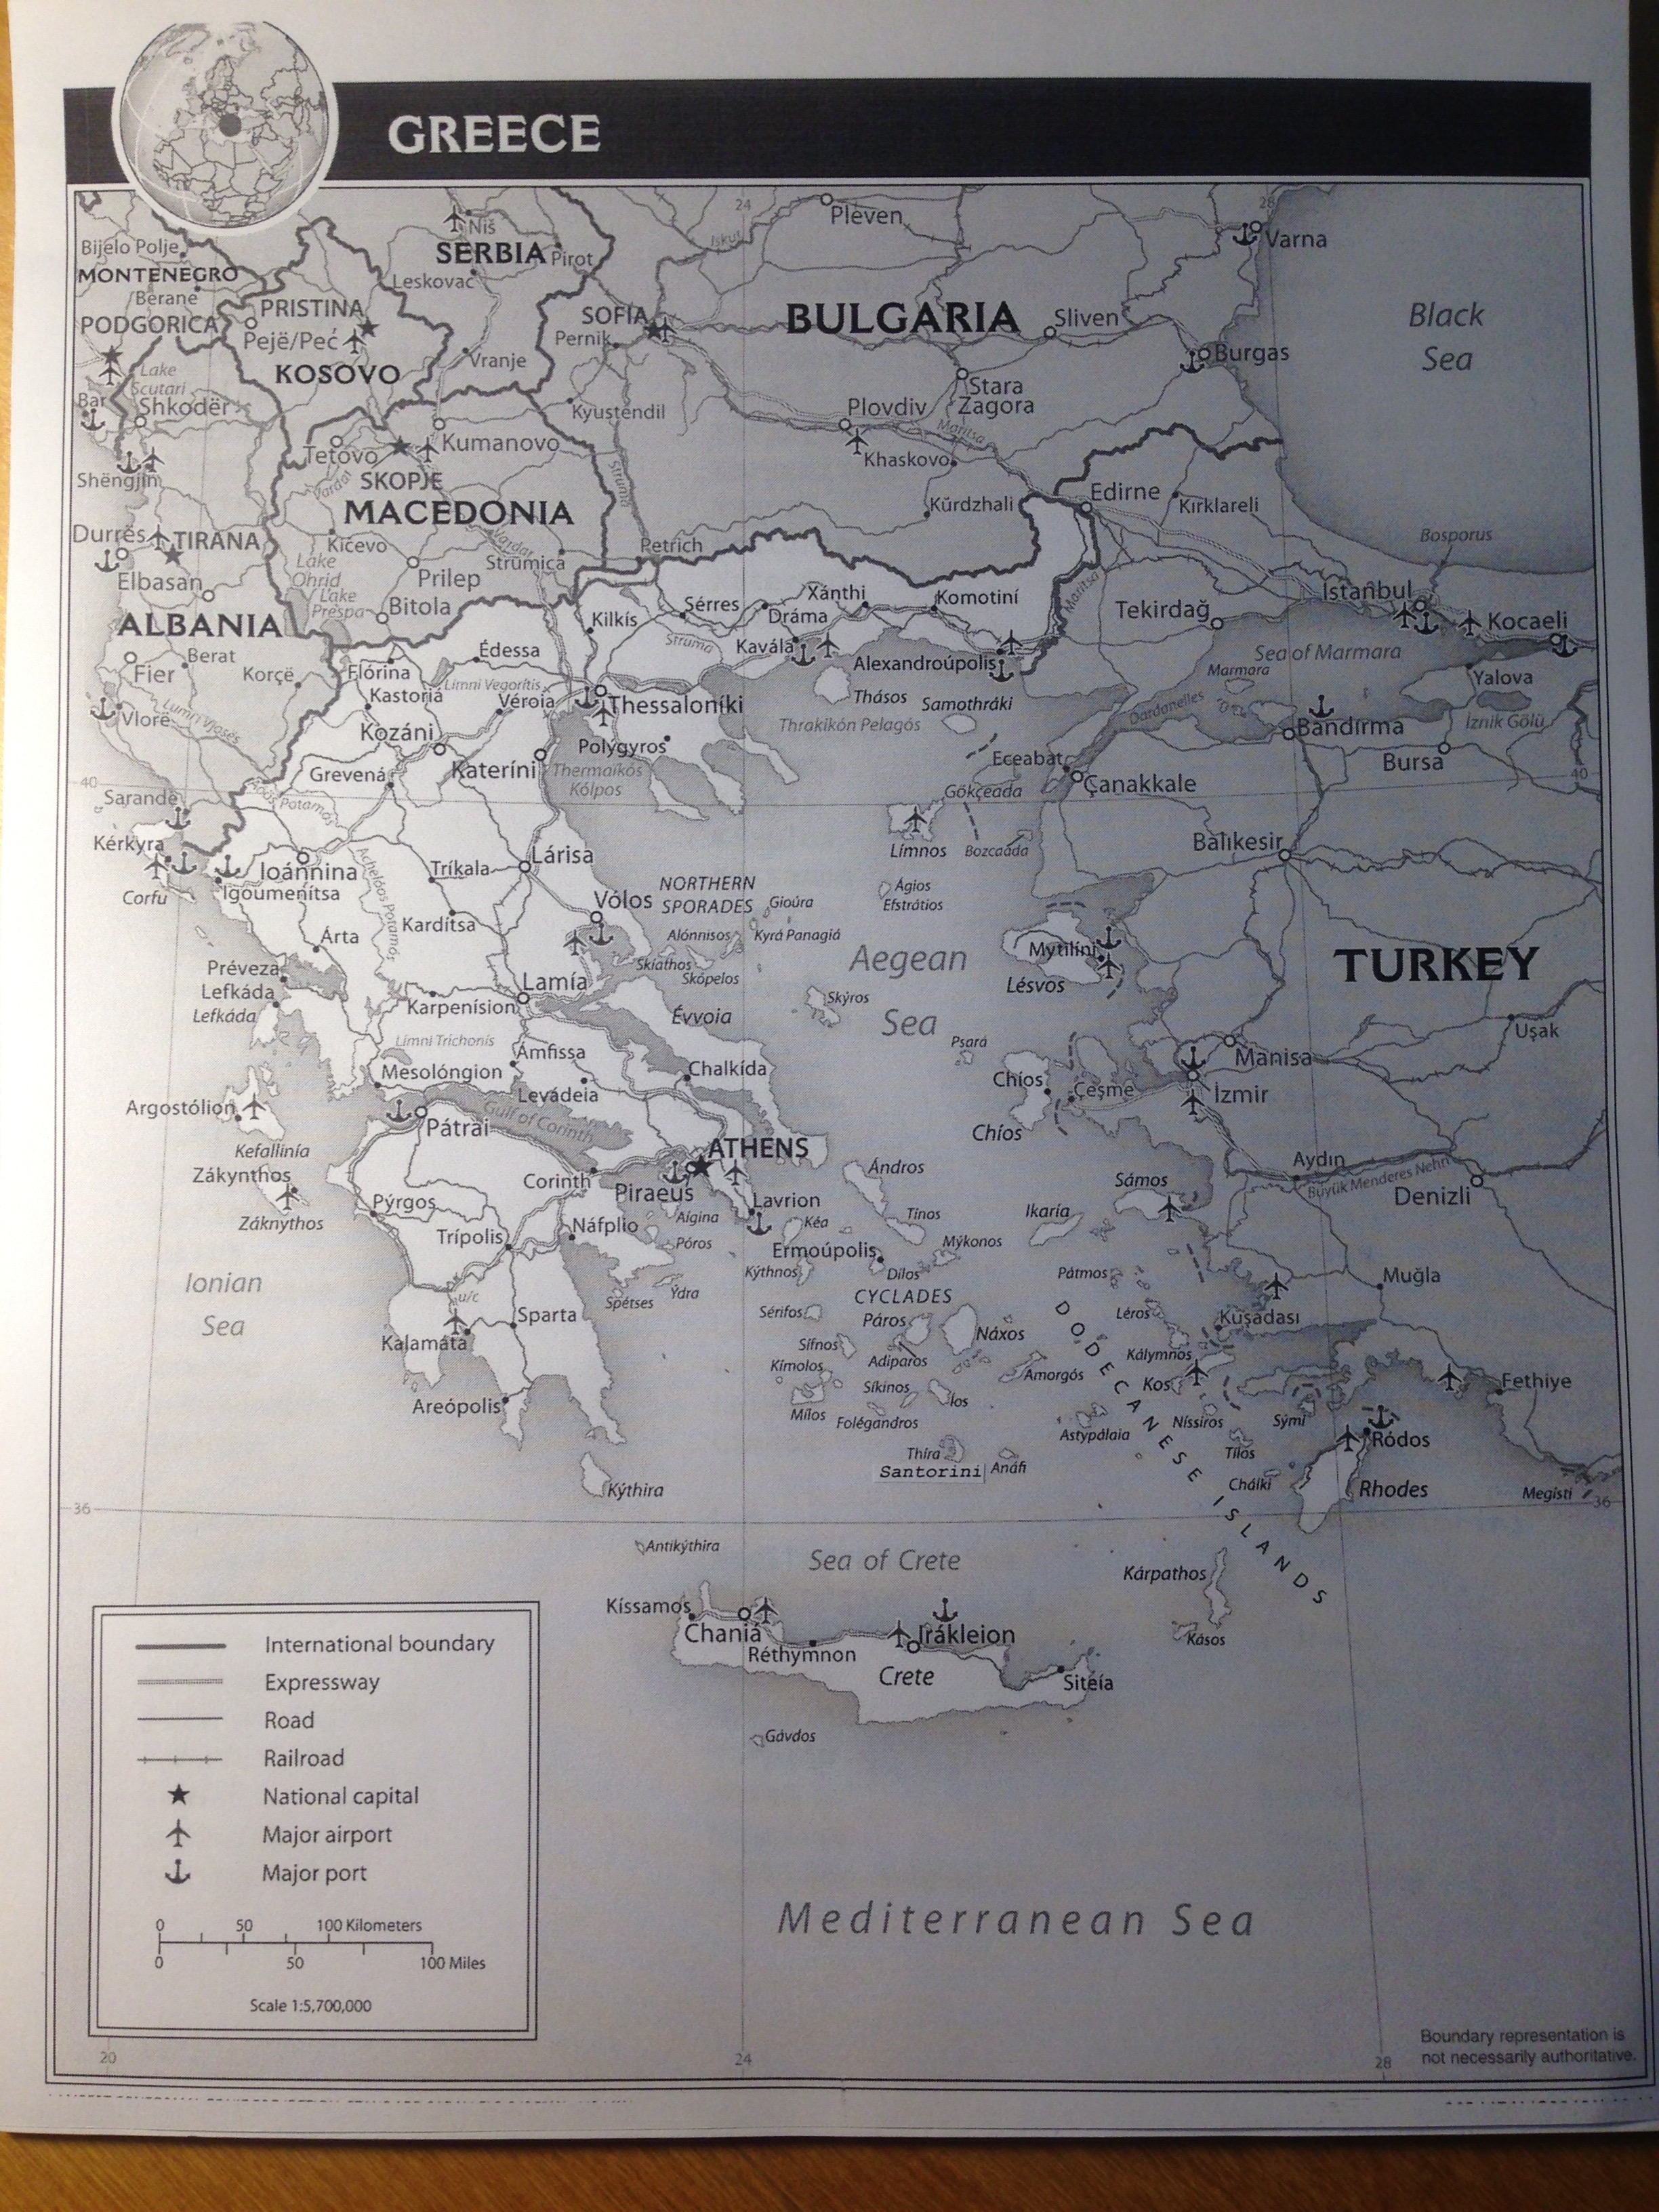 GREECE
24
28
Pleven
Iskŭr
Varna
Niš
SERBIA
Pirot
Bijelo Polje
MONTENEGRO
Leskovac
Berane
PRISTINA
PODGORICA
Pejë/Peć
SOFIA
Pernik
BULGARIA
Sliven
Black
Sea
Burgas
Vranje
KOSOVO
Lake
Scutari
Bar
Shkodër
Kyustendil
Stara
Zagora
Plovdiv
Maritsa
Khaskovo
Tetovo
Kumanovo
SKOPJE
Vardar
Struma
Shëngjin
MACEDONIA
Kŭrdzhali
Edirne
Kırklareli
Durrës
TIRANA
Kičevo
Vardar
Strumica
Petrich
Bosporus
Elbasan
Lake
Ohrid
Prilep
Lake
Prespa
Bitola
ALBANIA
Kilkís
Sérres
Dráma
Xánthi
Komotiní
Maritsa
Tekirdağ
İstanbul
Kocaeli
Struma
Kavála
Alexandroúpolis
Sea of Marmara
Marmara
Fier
Berat
Korçë
Flórina
Édessa
Kastoriá
Limni Vegorítis
Véroia
Thessaloníki
Thásos
Samothráki
Thrakikón Pelagós
Dardanelles
Yalova
İznik Gölü
Vlorë
Lumi i Vjosës
Kozáni
Polýgyros
Bandırma
Bursa
Grevená
Kateríni
Thermaïkós
Kólpos
Eceabat
Çanakkale
Gökçeada
40
40
Sarandë
Aóös Potamós
Kérkyra
Corfu
Igoumenítsa
Ioánnina
Achelóos Potamós
Tríkala
Lárisa
Límnos
Bozcaada
Balıkesir
Vólos
NORTHERN
SPORADES
Gioúra
Ágios
Efstrátios
Kardítsa
Árta
Alónnisos
Kyrá Panagiá
Skíathos
Skópelos
Aegean
Sea
Mytilíni
Lésvos
TURKEY
Préveza
Lefkáda
Lefkáda
Karpenísion
Lamía
Évvoia
Skýros
Psará
Uşak
Límni Trichonís
Ámfissa
Mesolóngion
Levádeia
Chalkída
Chíos
Chíos
Çeşme
Manisa
İzmir
Argostólion
Kefallinía
Pátrai
Gulf of Corinth
ATHENS
Zákynthos
Záknythos
Corinth
Piraeus
Ándros
Sámos
Aydın
Büyük Menderes Nehri
Denizli
Pýrgos
Lavrion
Náfplio
Aígina
Kéa
Tínos
Ikaría
Trípolis
Póros
Ermoúpolis
Mýkonos
Ionian
Sea
u/c
Kýthnos
Dílos
Pátmos
Muğla
Spétses
Ýdra
CYCLADES
Sparta
Sérifos
Páros
Náxos
Léros
Kuşadası
Kalamáta
Sífnos
Adíparos
Kálymnos
Kímolos
Amorgós
Kos
Fethiye
Areópolis
Síkinos
Íos
Mílos
Folégandros
Astypálaia
Níssiros
Sými
Ródos
Tílos
Thíra
Santorini
Anáfi
Kýthira
Chálki
Rhodes
Megísti
DODECANESE ISLANDS
36
36
Antikýthira
Sea of Crete
Kárpathos
Kíssamos
Chaniá
Réthymnon
Irákleion
Kásos
Crete
Siteía
Gávdos
International boundary
Expressway
Road
Railroad
National capital
Major airport
Major port
0 50 100 Kilometers
0 50 100 Miles
Scale 1:5,700,000
Mediterranean Sea
Boundary representation is
not necessarily authoritative.
20
24
28